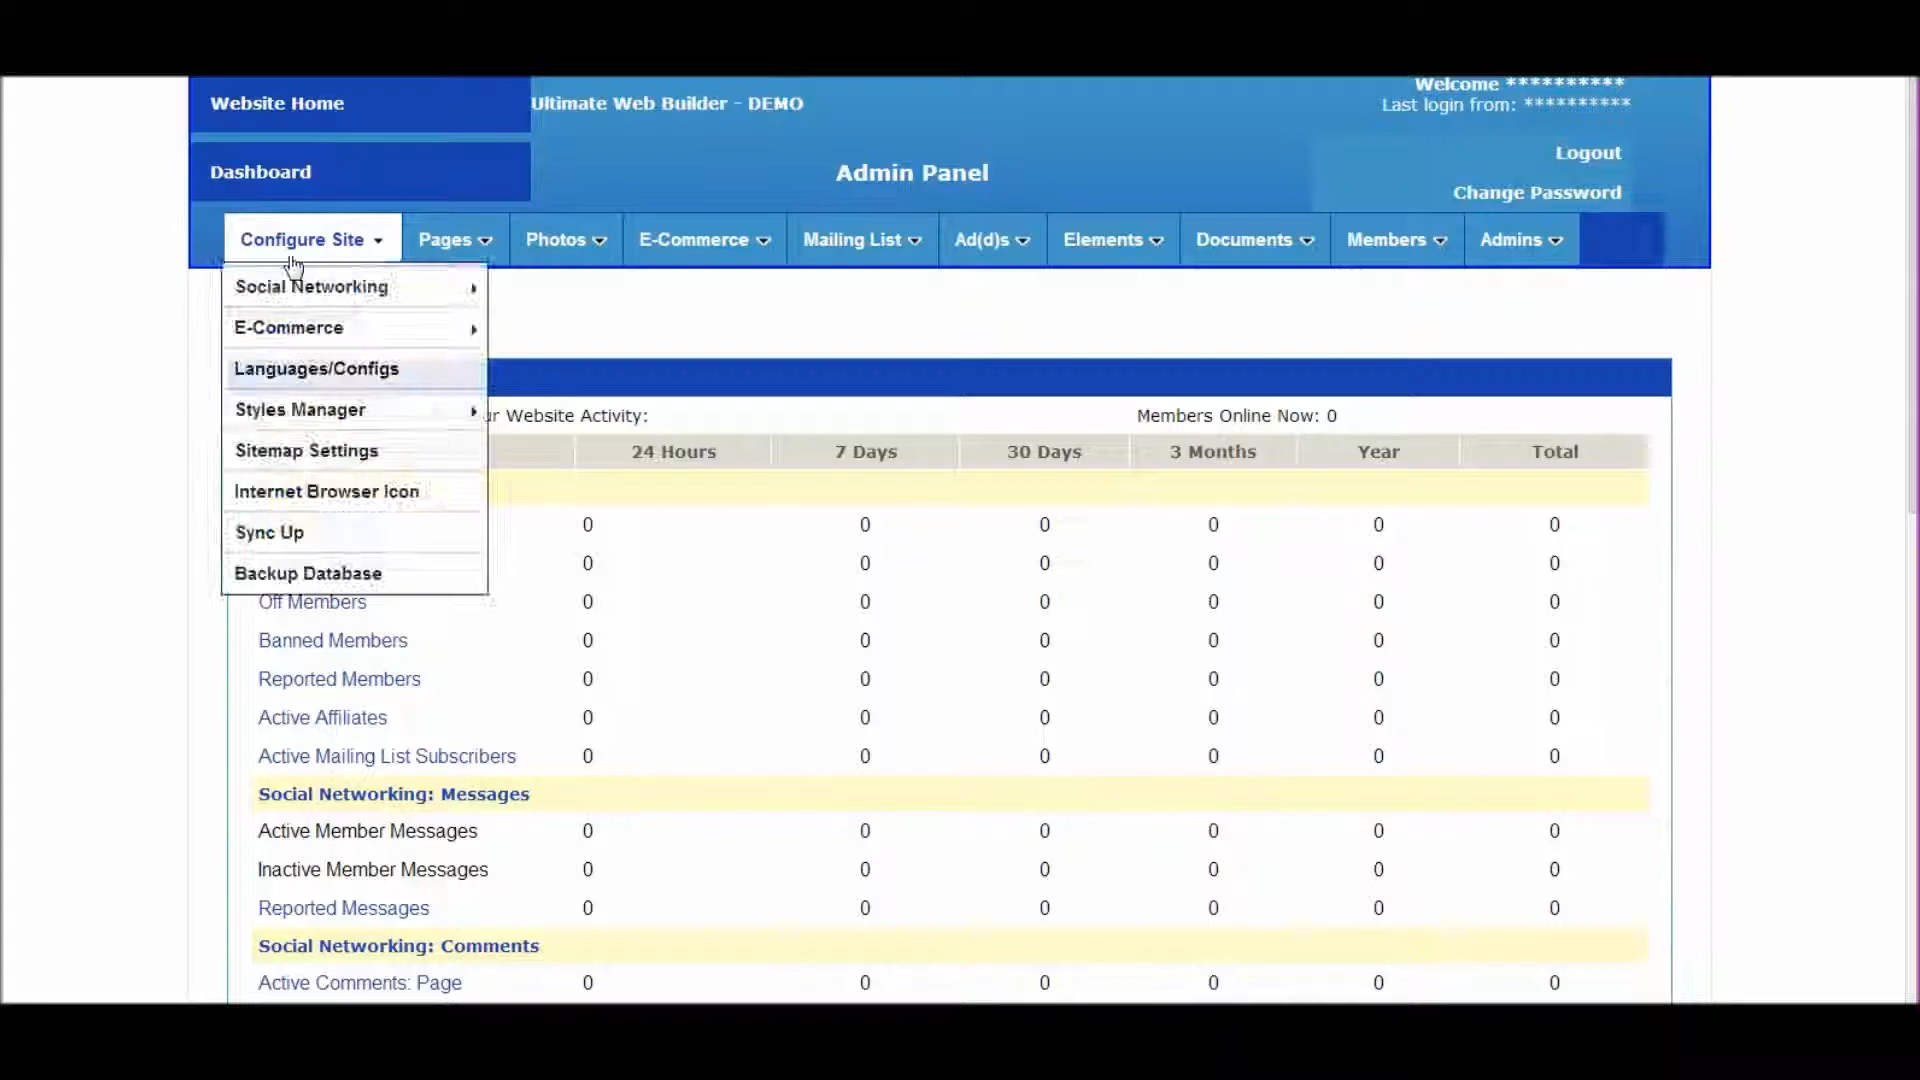 Website Home
Ultimate Web Builder - DEMO
Welcome **********
Last login from: **********
Logout
Dashboard
Admin Panel
Change Password
Configure Site
Pages
Photos
E-Commerce
Mailing List
Ad(d)s
Elements
Documents
Members
Admins
Social Networking
E-Commerce
Languages/Configs
Styles Manager
Sitemap Settings
Internet Browser Icon
Sync Up
Backup Database
Website Activity:
Members Online Now: 0
24 Hours 7 Days 30 Days 3 Months Year Total
0 0 0 0 0 0
0 0 0 0 0 0
Off Members 0 0 0 0 0 0
Banned Members 0 0 0 0 0 0
Reported Members 0 0 0 0 0 0
Active Affiliates 0 0 0 0 0 0
Active Mailing List Subscribers 0 0 0 0 0 0
Social Networking: Messages
Active Member Messages 0 0 0 0 0 0
Inactive Member Messages 0 0 0 0 0 0
Reported Messages 0 0 0 0 0 0
Social Networking: Comments
Active Comments: Page 0 0 0 0 0 0